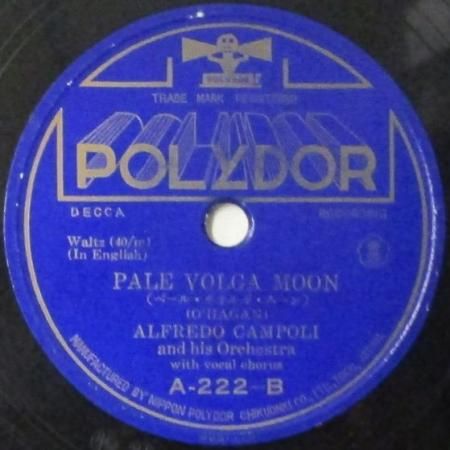 POLYDOR
TRADE MARK REGISTERED
POLYDOR
DECCA RECORDING
Waltz (40/m)
(In English)
PALE VOLGA MOON
(ペール・ボルガ・ムーン)
(O'HAGAN)
ALFREDO CAMPOLI
and his Orchestra
with vocal chorus
A-222-B
MANUFACTURED BY NIPPON POLYDOR CHIKUONKI CO., LTD., TOKYO, JAPAN.